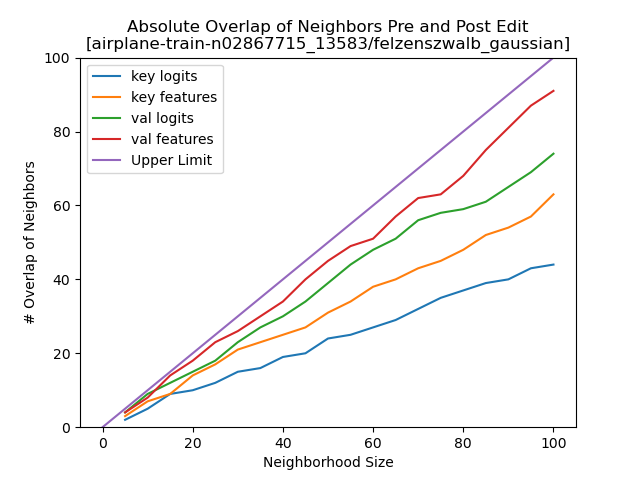 Absolute Overlap of Neighbors Pre and Post Edit
[airplane-train-n02867715_13583/felzenszwalb_gaussian]
key logits
key features
val logits
val features
Upper Limit
100
80
60
40
20
0
# Overlap of Neighbors
0 20 40 60 80 100
Neighborhood Size